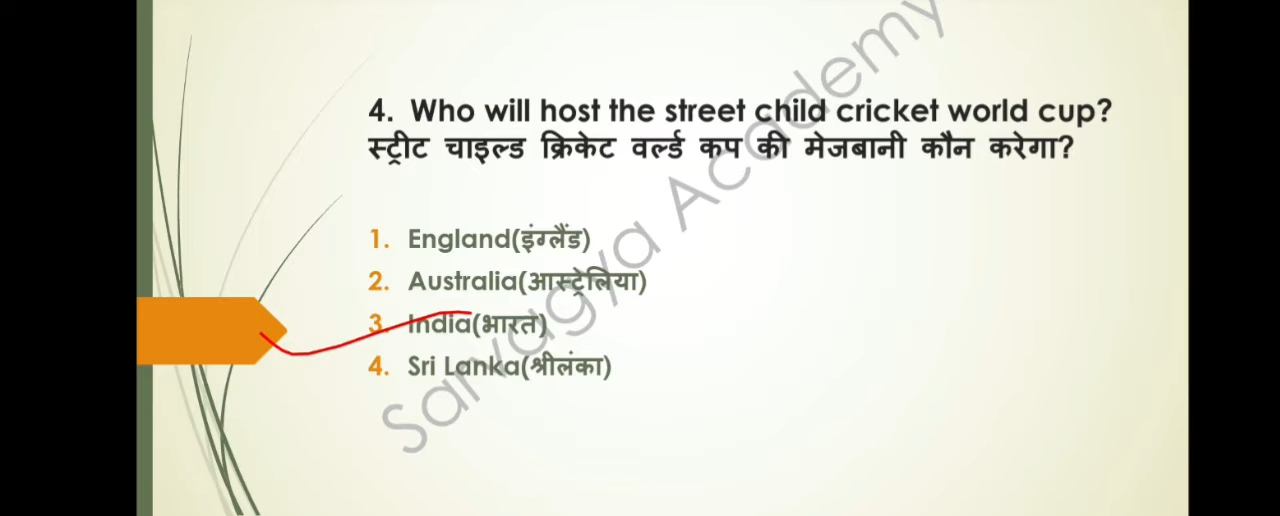 4. Who will host the street child cricket world cup?
स्ट्रीट चाइल्ड क्रिकेट वर्ल्ड कप की मेजबानी कौन करेगा?
1. England(इंग्लैंड)
2. Australia(आस्ट्रेलिया)
3. India(भारत)
4. Sri Lanka(श्रीलंका)
Sarvagya Academy